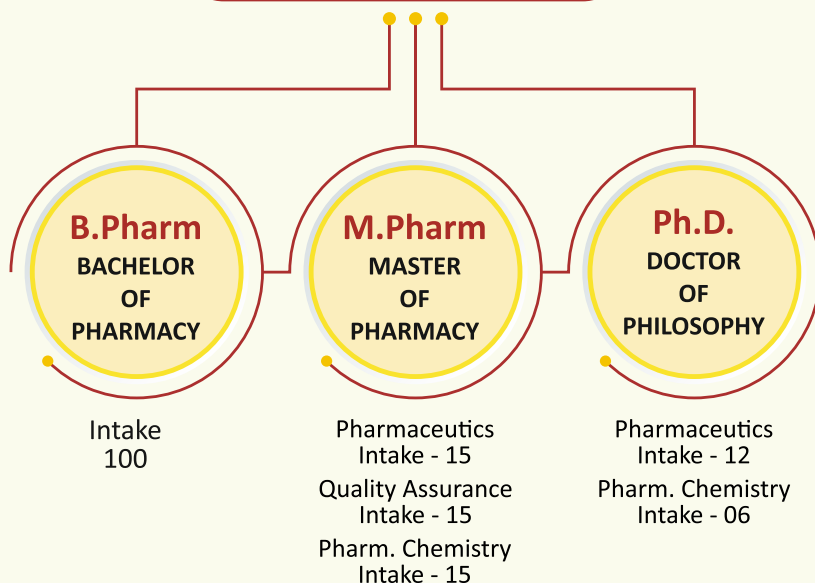 B.Pharm
BACHELOR
OF
PHARMACY
Intake
100
M.Pharm
MASTER
OF
PHARMACY
Pharmaceutics
Intake - 15
Quality Assurance
Intake - 15
Pharm. Chemistry
Intake - 15
Ph.D.
DOCTOR
OF
PHILOSOPHY
Pharmaceutics
Intake - 12
Pharm. Chemistry
Intake - 06